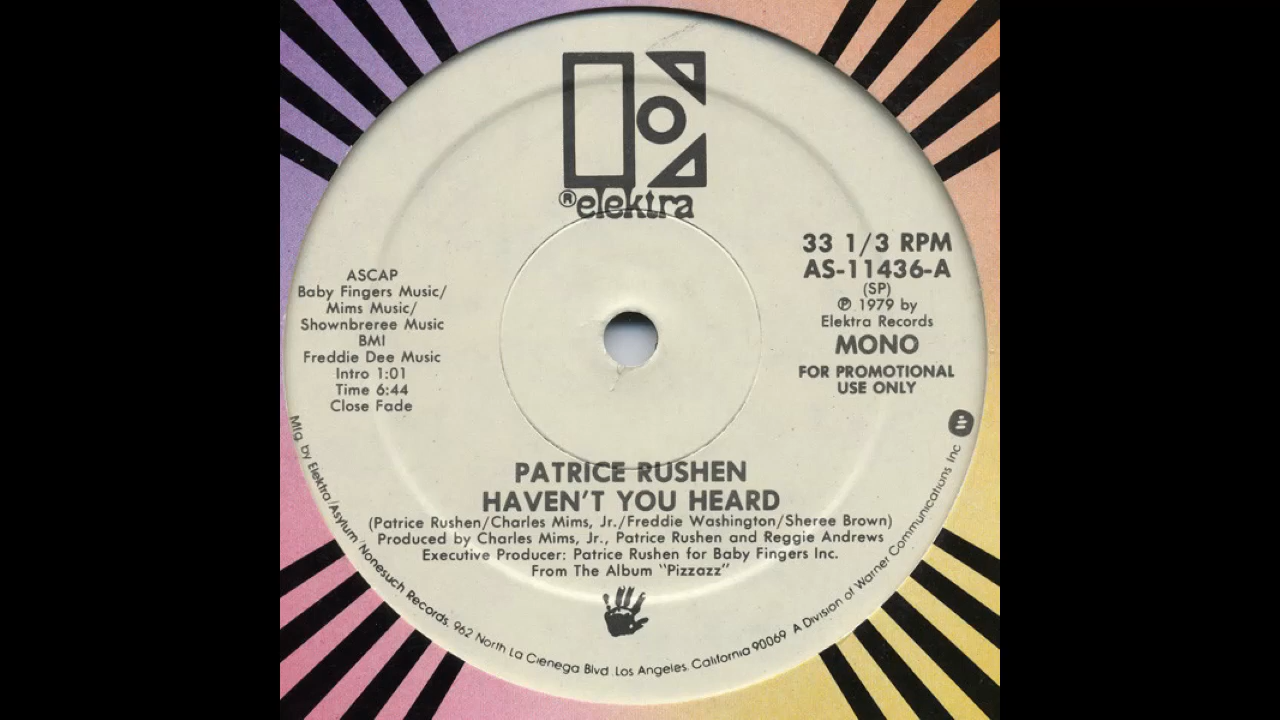 ®elektra
33 1/3 RPM
AS-11436-A
(SP)
℗ 1979 by
Elektra Records
MONO
FOR PROMOTIONAL
USE ONLY
ASCAP
Baby Fingers Music/
Mims Music/
Shownbreree Music
BMI
Freddie Dee Music
Intro 1:01
Time 6:44
Close Fade
PATRICE RUSHEN
HAVEN'T YOU HEARD
(Patrice Rushen/Charles Mims, Jr./Freddie Washington/Sheree Brown)
Produced by Charles Mims, Jr., Patrice Rushen and Reggie Andrews
Executive Producer: Patrice Rushen for Baby Fingers Inc.
From The Album "Pizzazz"
Mfg. by Elektra/Asylum/Nonesuch Records, 962 North La Cienega Blvd. Los Angeles, California 90069 A Division of Warner Communications Inc